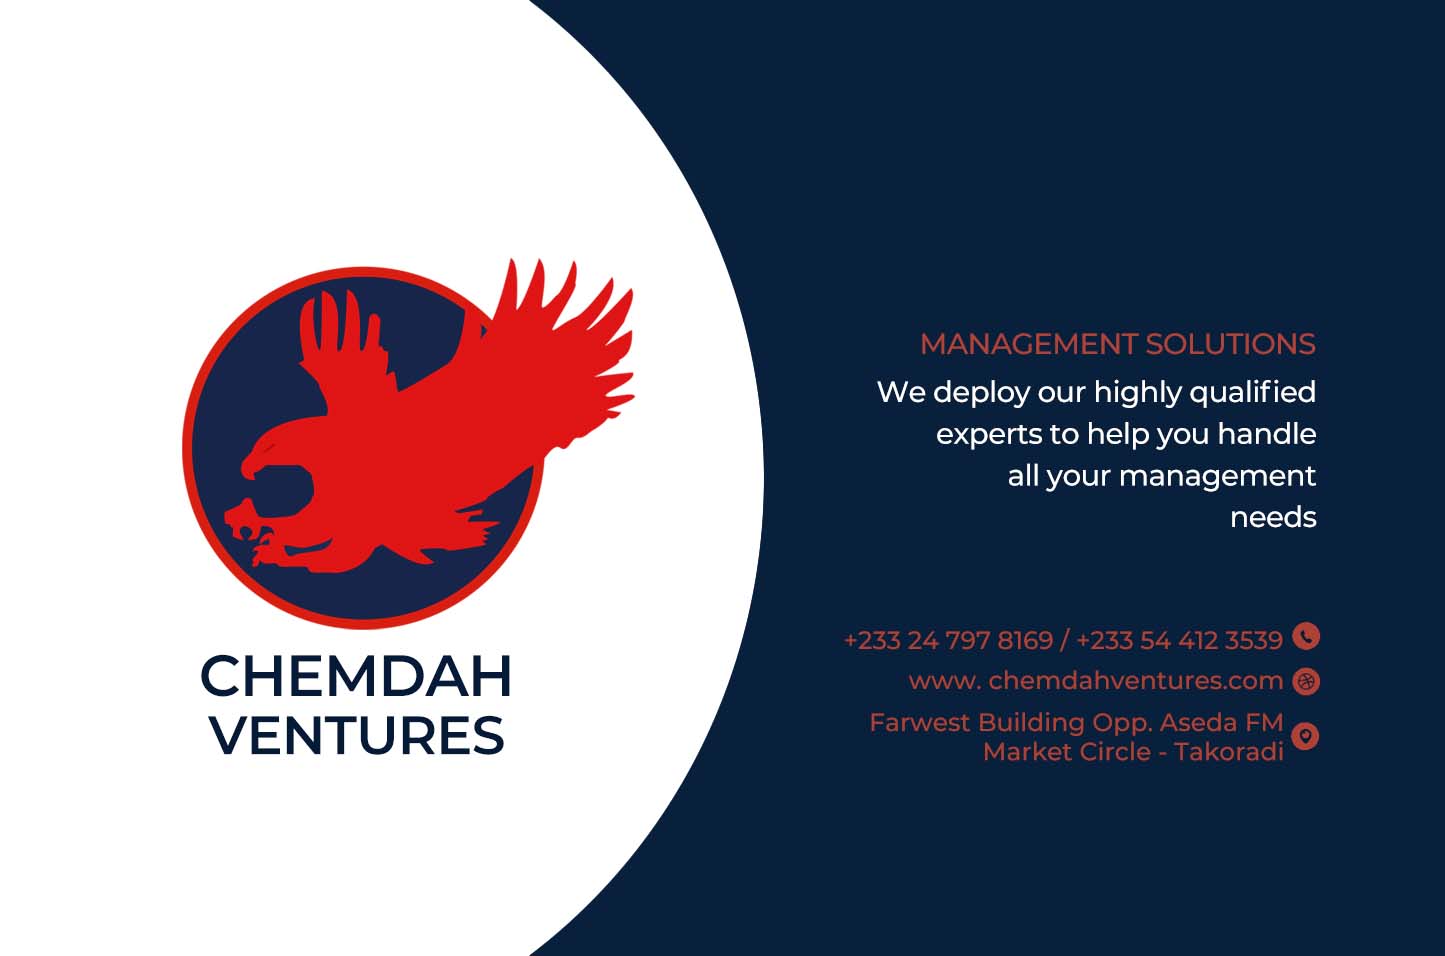 CHEMDAH
VENTURES
MANAGEMENT SOLUTIONS
We deploy our highly qualified
experts to help you handle
all your management
needs
+233 24 797 8169 / +233 54 412 3539
www. chemdahventures.com
Farwest Building Opp. Aseda FM
Market Circle - Takoradi